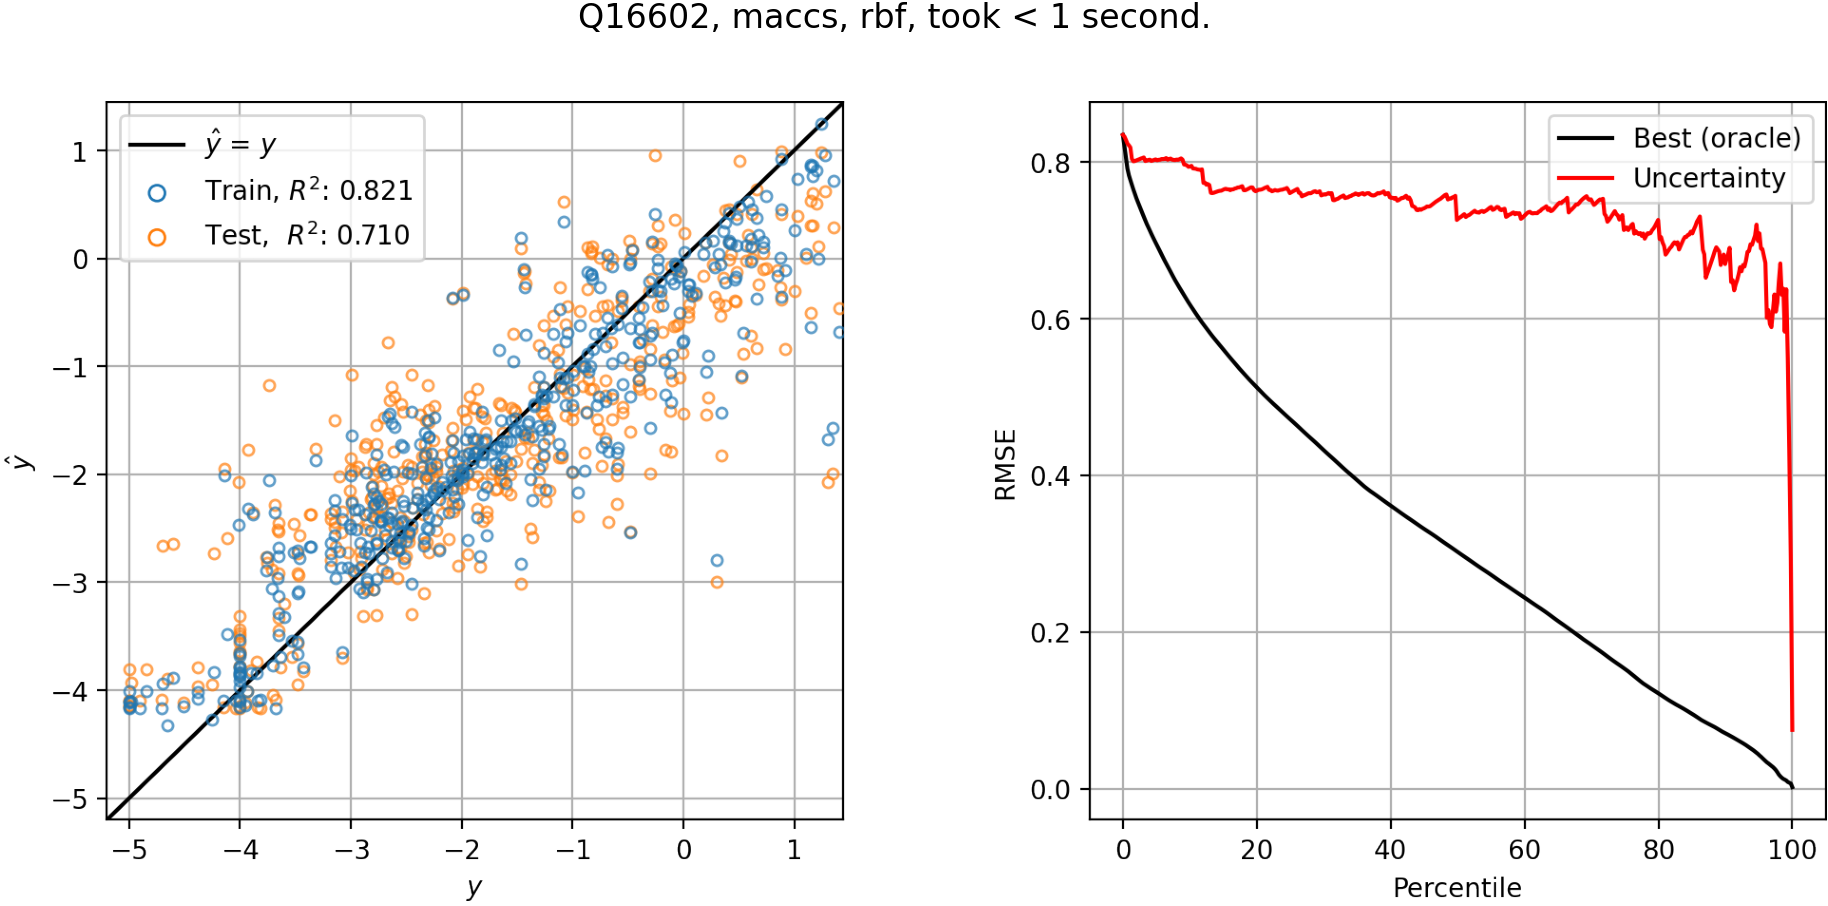 Q16602, maccs, rbf, took < 1 second.
ŷ = y
Train, R²: 0.821
Test, R²: 0.710
1
0
−1
−2
−3
−4
−5
ŷ
−5 −4 −3 −2 −1 0 1
y
Best (oracle)
Uncertainty
0.8
0.6
0.4
0.2
0.0
RMSE
0 20 40 60 80 100
Percentile